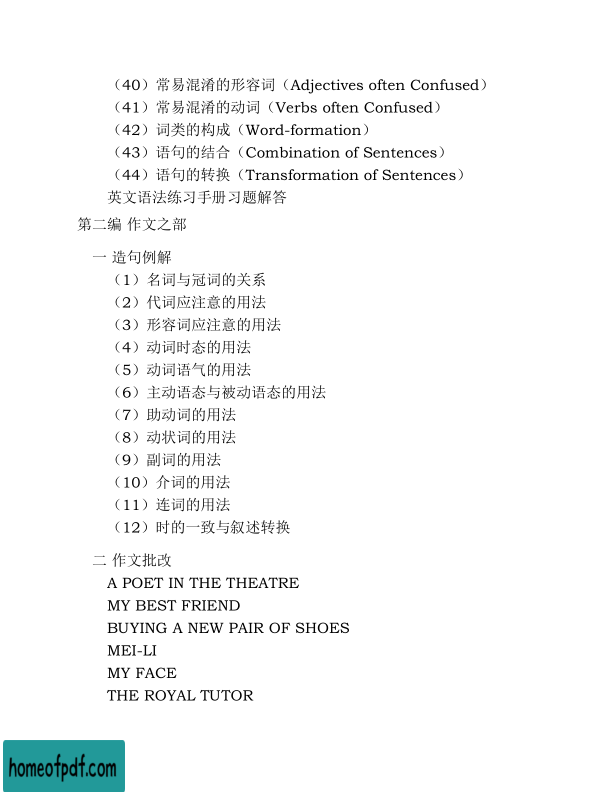 （40）常易混淆的形容词（Adjectives often Confused）
（41）常易混淆的动词（Verbs often Confused）
（42）词类的构成（Word-formation）
（43）语句的结合（Combination of Sentences）
（44）语句的转换（Transformation of Sentences）
英文语法练习手册习题解答
第二编 作文之部
一 造句例解
（1）名词与冠词的关系
（2）代词应注意的用法
（3）形容词应注意的用法
（4）动词时态的用法
（5）动词语气的用法
（6）主动语态与被动语态的用法
（7）助动词的用法
（8）动状词的用法
（9）副词的用法
（10）介词的用法
（11）连词的用法
（12）时的一致与叙述转换
二 作文批改
A POET IN THE THEATRE
MY BEST FRIEND
BUYING A NEW PAIR OF SHOES
MEI-LI
MY FACE
THE ROYAL TUTOR
homeofpdf.com